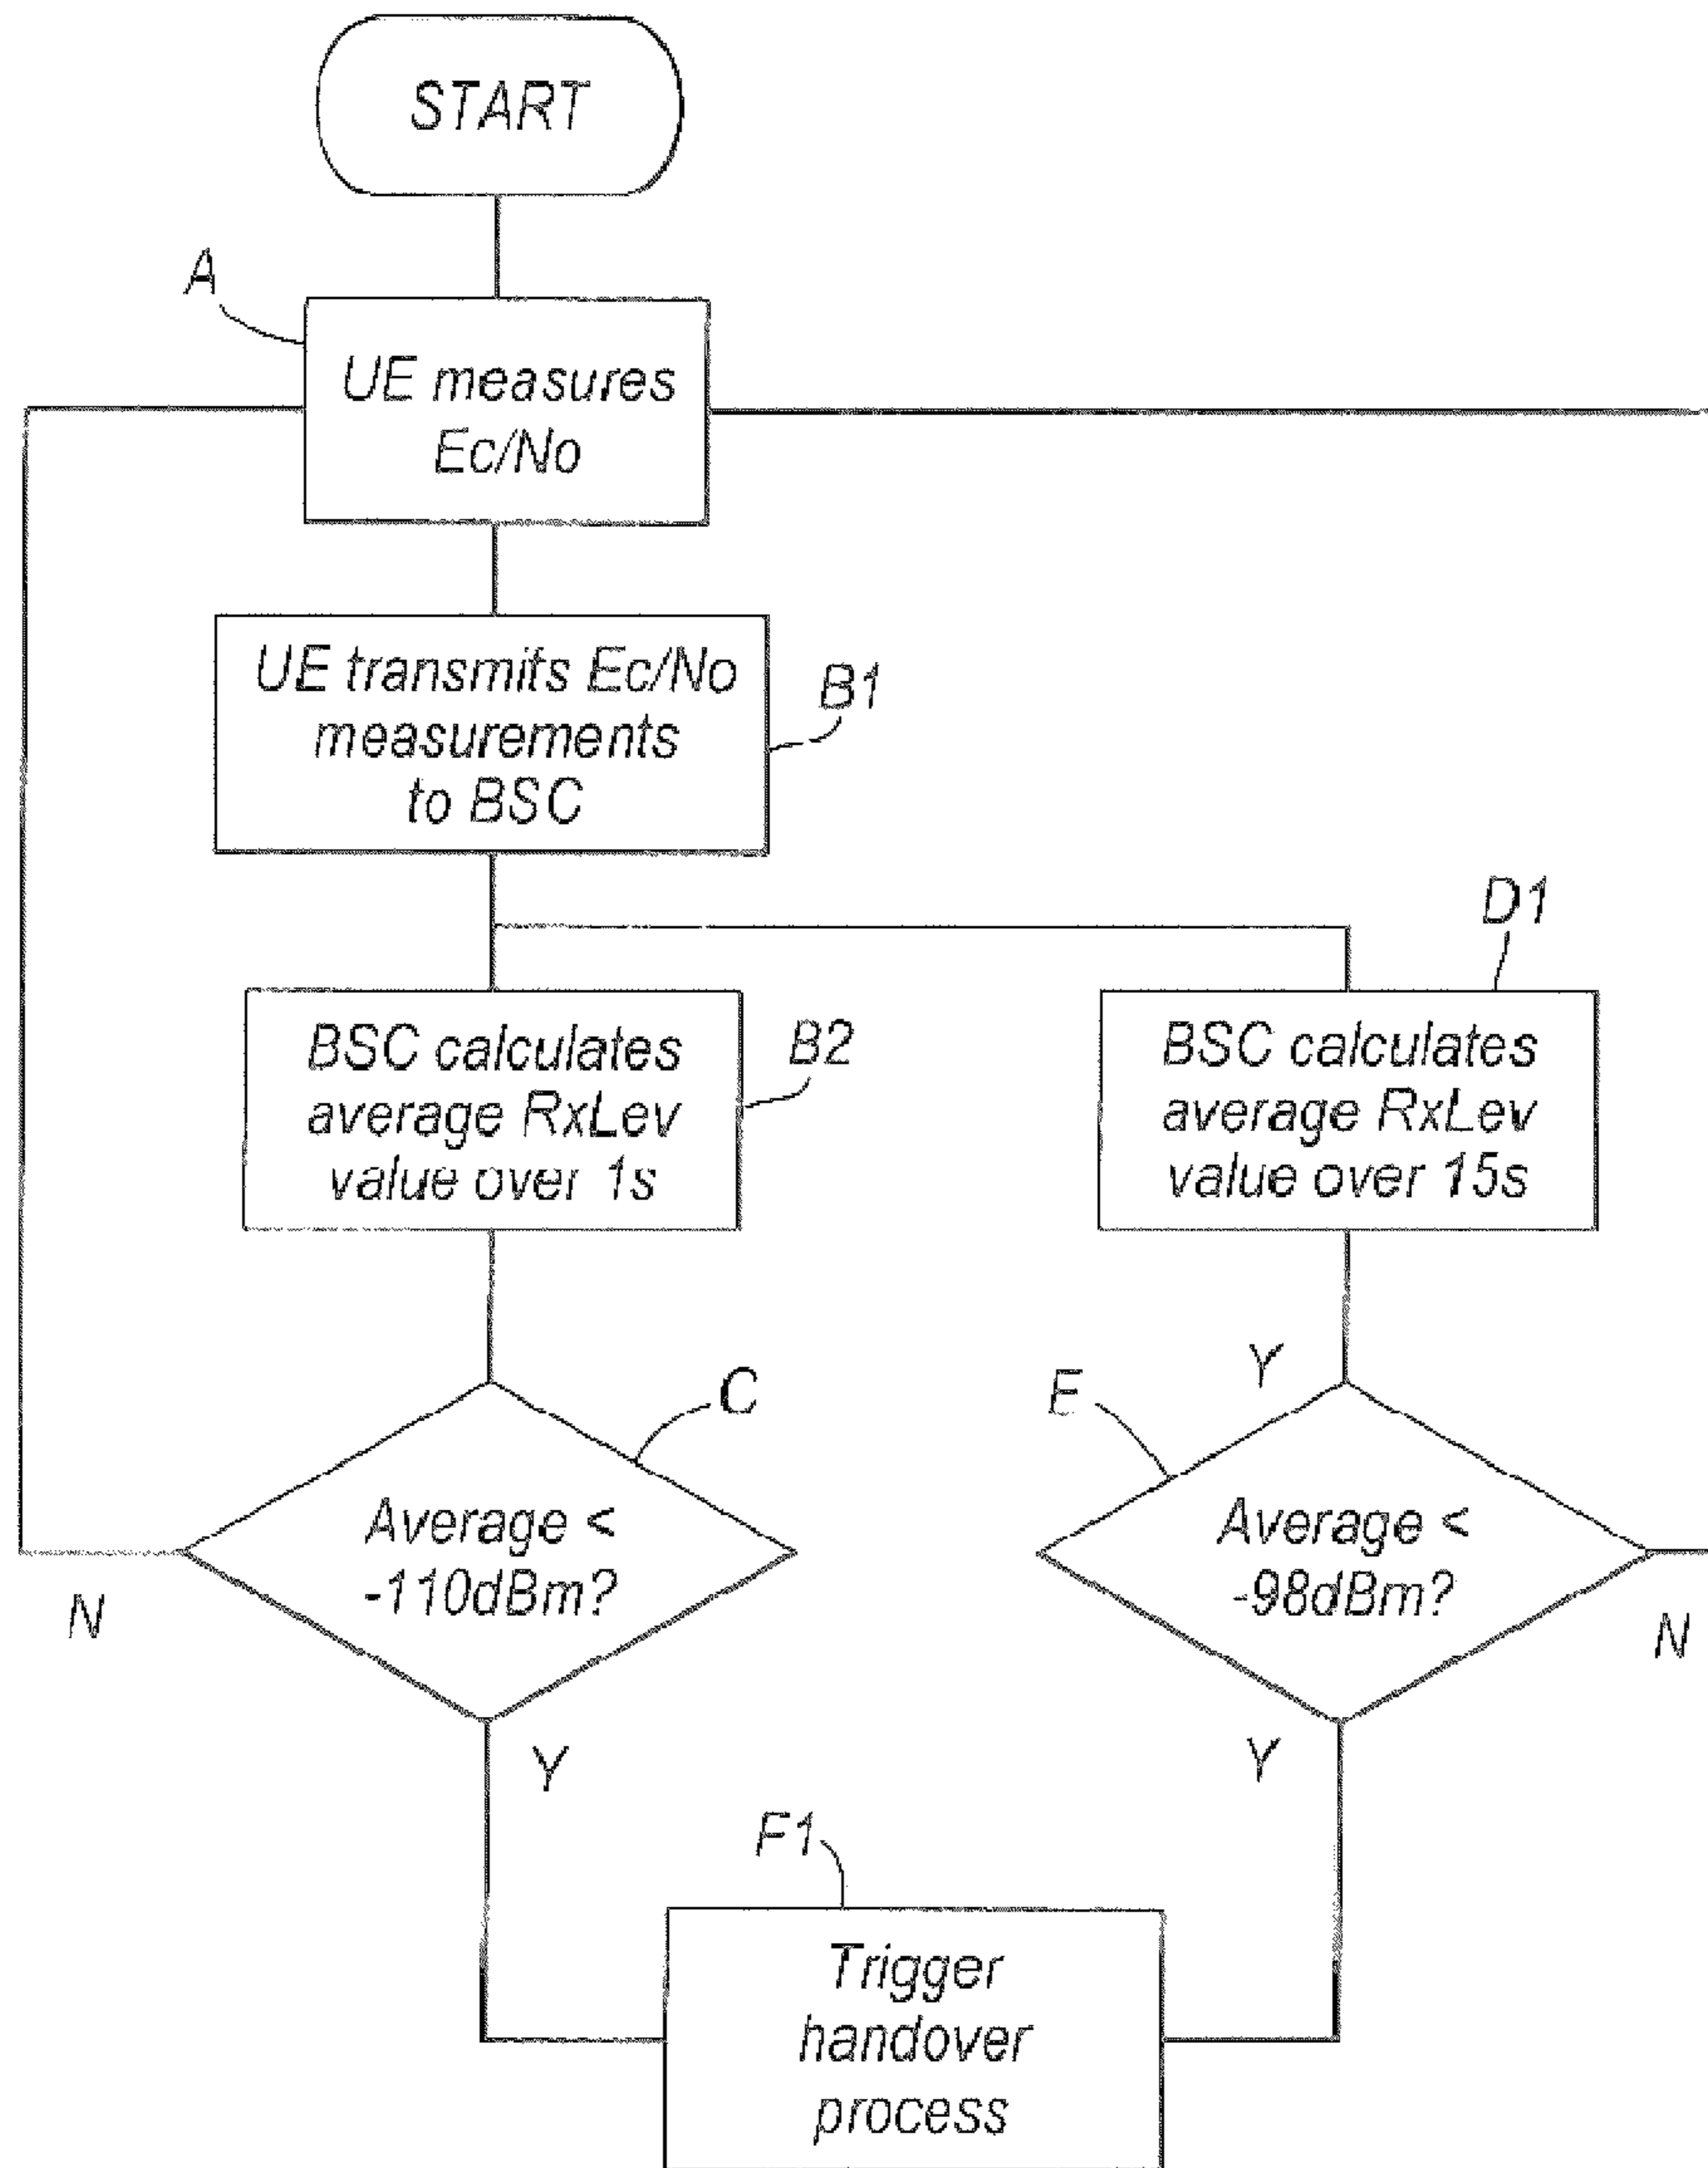 START
A
UE measures
Ec/No
UE transmits Ec/No
measurements
to BSC
B1
D1
BSC calculates
average RxLev
value over 1s
B2
BSC calculates
average RxLev
value over 15s
C
E
Y
Average <
-110dBm?
Average <
-98dBm?
N
N
Y
Y
F1
Trigger
handover
process